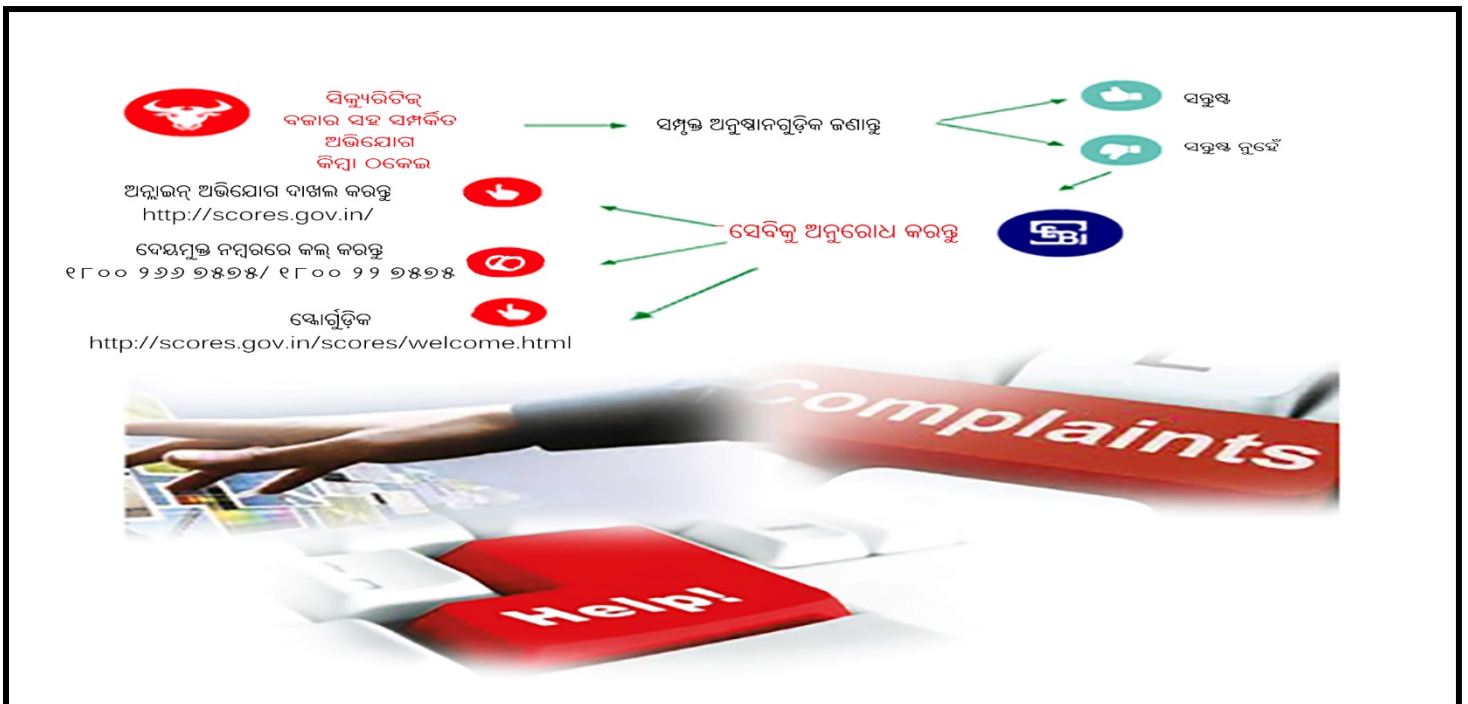 ସିକ୍ୟୁରିଟିଜ୍
ବଜାର ସହ ସମ୍ପର୍କିତ
ଅଭିଯୋଗ
କିମ୍ବା ଠକେଇ
ସମ୍ପୃକ୍ତ ଅନୁଷ୍ଠାନଗୁଡ଼ିକ ଜଣାନ୍ତୁ
ସନ୍ତୁଷ୍ଟ
ସନ୍ତୁଷ୍ଟ ନୁହେଁ
SEBI
ସେବିକୁ ଅନୁରୋଧ କରନ୍ତୁ
ଅନ୍ଲାଇନ୍ ଅଭିଯୋଗ ଦାଖଲ କରନ୍ତୁ
http://scores.gov.in/
ଦେୟମୁକ୍ତ ନମ୍ବରରେ କଲ୍ କରନ୍ତୁ
୧୮୦୦ ୨୬୬ ୭୫୭୫/ ୧୮୦୦ ୨୨ ୭୫୭୫
ସ୍କୋର୍ଗୁଡ଼ିକ
http://scores.gov.in/scores/welcome.html
Complaints
Help!